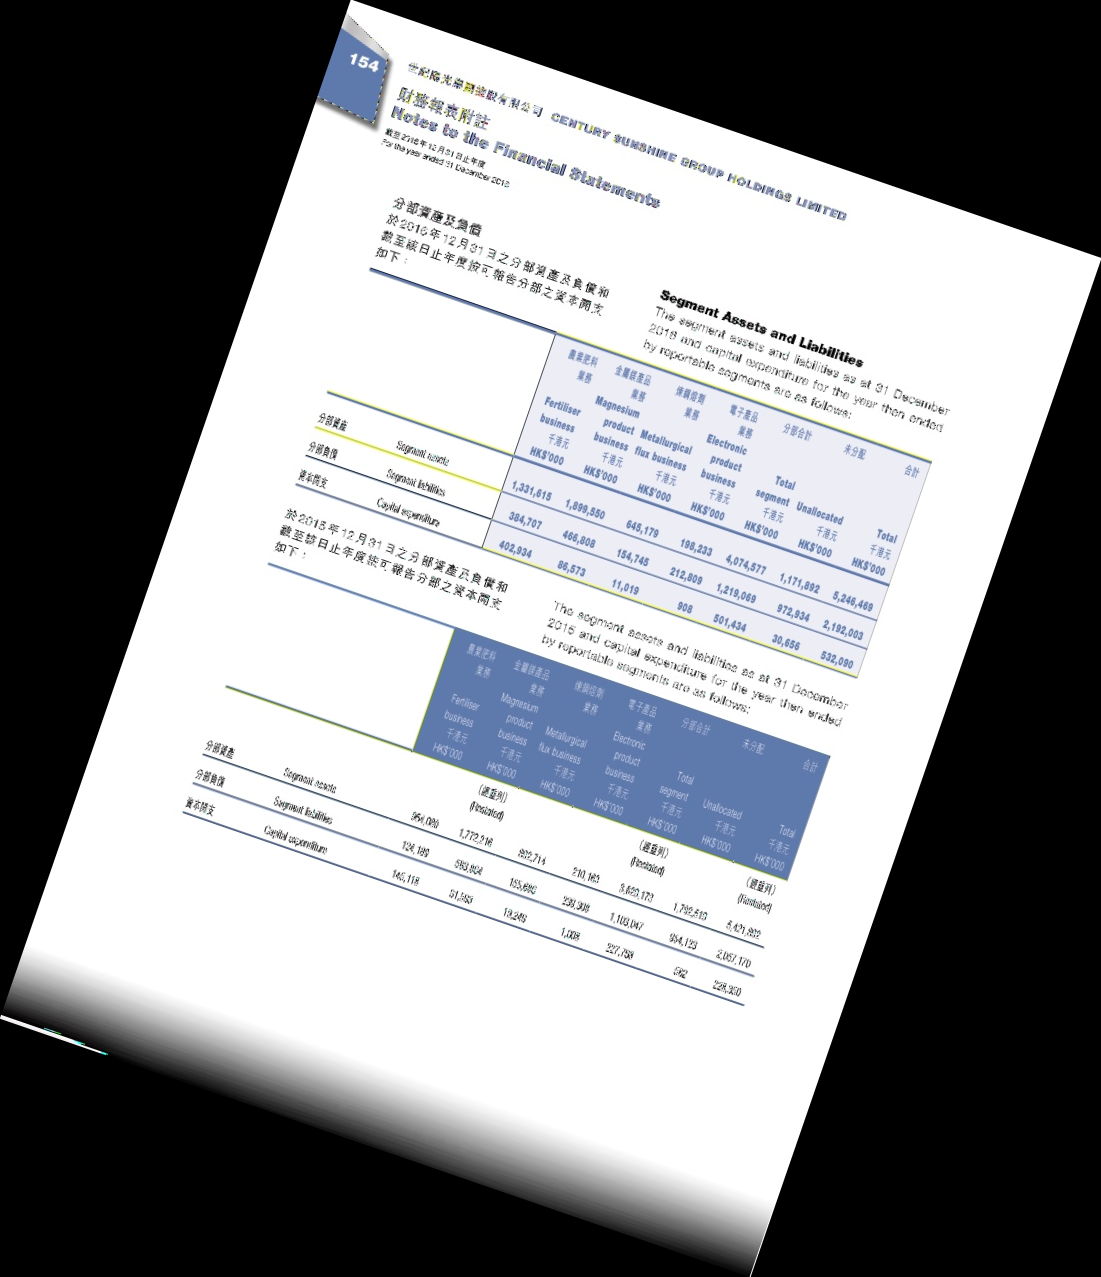 154
世紀陽光集團控股有限公司 CENTURY SUNSHINE GROUP HOLDINGS LIMITED
財務報表附註
Notes to the Financial Statements
截至2016年12月31日止年度
For the year ended 31 December 2016
分部資產及負債
於2016年12月31日之分部資產及負債和
截至該日止年度按可報告分部之資本開支
如下：
Segment Assets and Liabilities
The segment assets and liabilities as at 31 December
2016 and capital expenditure for the year then ended
by reportable segments are as follows:
農業肥料 金屬鎂產品 煉鋼熔劑 電子產品 分部合計 未分配 合計
業務 業務 業務 業務
Magnesium Electronic
Fertiliser product Metallurgical product Total
business business flux business business segment Unallocated Total
千港元 千港元 千港元 千港元 千港元 千港元 千港元
HK$'000 HK$'000 HK$'000 HK$'000 HK$'000 HK$'000 HK$'000
分部資產 Segment assets 1,331,615 1,899,550 645,179 198,233 4,074,577 1,171,892 5,246,469
分部負債 Segment liabilities 384,707 466,808 154,745 212,809 1,219,069 972,934 2,192,003
資本開支 Capital expenditure 402,934 86,573 11,019 908 501,434 30,656 532,090
於2015年12月31日之分部資產及負債和
截至該日止年度按可報告分部之資本開支
如下：
The segment assets and liabilities as at 31 December
2015 and capital expenditure for the year then ended
by reportable segments are as follows:
農業肥料 金屬鎂產品 煉鋼熔劑 電子產品 分部合計 未分配 合計
業務 業務 業務 業務
Magnesium Electronic
Fertiliser product Metallurgical product Total
business business flux business business segment Unallocated Total
千港元 千港元 千港元 千港元 千港元 千港元 千港元
HK$'000 HK$'000 HK$'000 HK$'000 HK$'000 HK$'000 HK$'000
(經重列) (經重列) (經重列)
(Restated) (Restated) (Restated)
分部資產 Segment assets 954,080 1,772,216 692,714 210,163 3,629,173 1,792,519 5,421,692
分部負債 Segment liabilities 124,189 583,804 155,686 239,368 1,103,047 954,123 2,057,170
資本開支 Capital expenditure 19,249 1,008 227,758 592 228,350